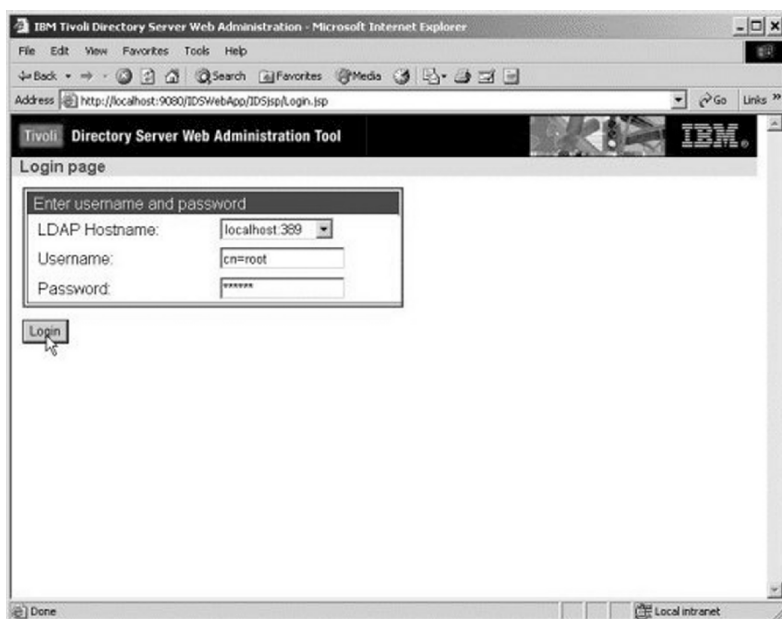 IBM Tivoli Directory Server Web Administration - Microsoft Internet Explorer
File Edit View Favorites Tools Help
Back Search Favorites Media
Address http://localhost:9080/IDSWebApp/IDSjsp/Login.jsp Go Links »
Tivoli Directory Server Web Administration Tool IBM®
Login page
Enter username and password
LDAP Hostname: localhost:389
Username: cn=root
Password: ******
Login
Done Local intranet